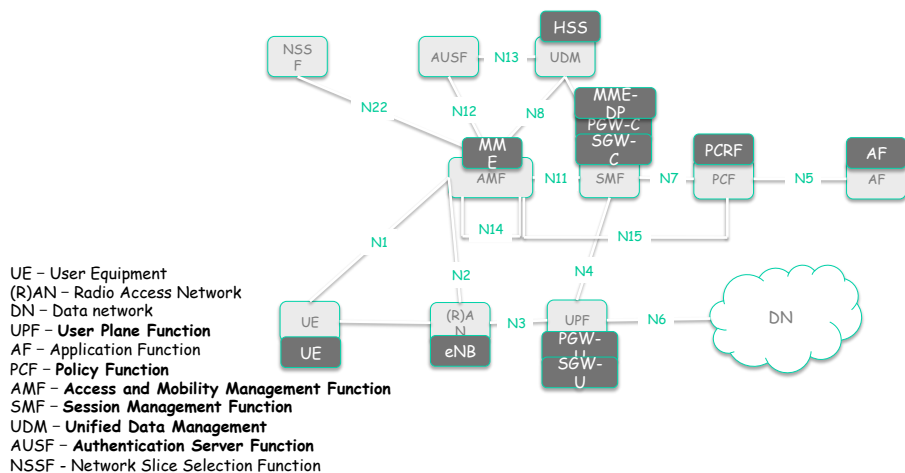 HSS
NSS
F
AUSF
N13
UDM
N22
N12
N8
MME-
DP
PGW-C
SGW-
C
MM
E
AMF
N11
SMF
N7
PCRF
PCF
N5
AF
AF
N14
N15
N1
N2
N4
UE – User Equipment
(R)AN – Radio Access Network
DN – Data network
UPF – User Plane Function
AF – Application Function
PCF – Policy Function
AMF – Access and Mobility Management Function
SMF – Session Management Function
UDM – Unified Data Management
AUSF – Authentication Server Function
NSSF - Network Slice Selection Function
UE
UE
(R)A
N
eNB
N3
UPF
PGW-
U
SGW-
U
N6
DN